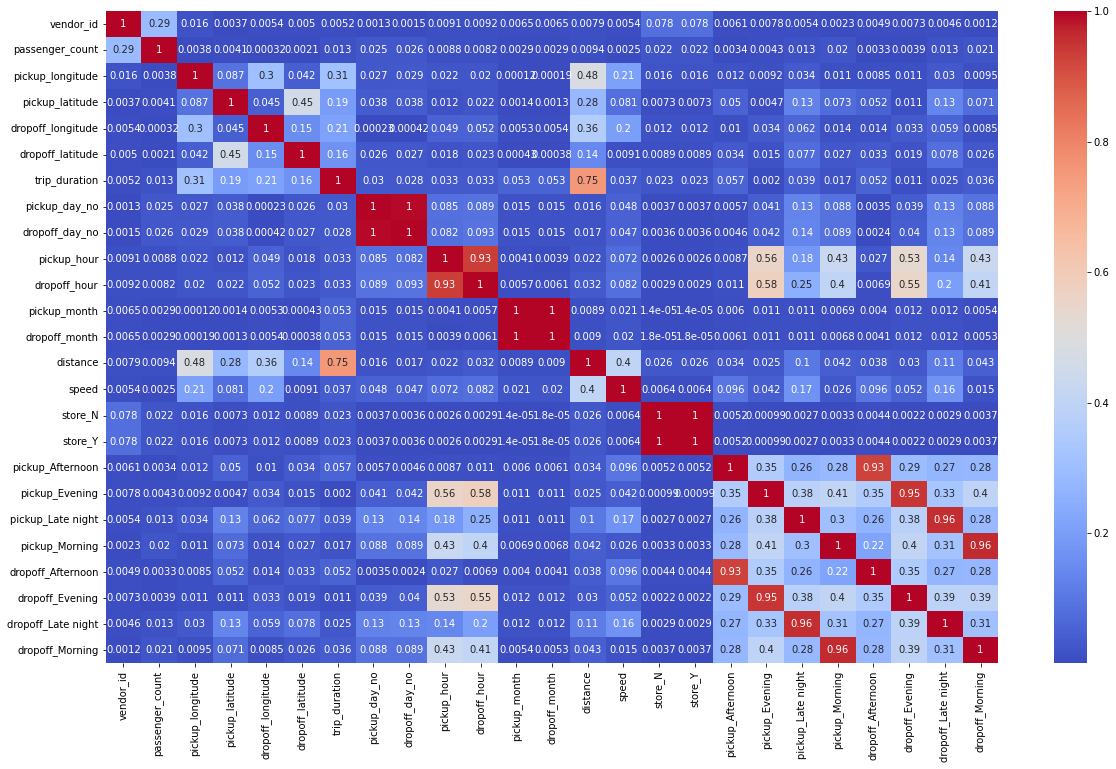 vendor_id 1 0.29 0.016 0.0037 0.0054 0.005 0.0052 0.0013 0.0015 0.0091 0.0092 0.0065 0.0065 0.0079 0.0054 0.078 0.078 0.0061 0.0078 0.0054 0.0023 0.0049 0.0073 0.0046 0.0012
passenger_count 0.29 1 0.0038 0.0041 0.00032 0.0021 0.013 0.025 0.026 0.0088 0.0082 0.0029 0.0029 0.0094 0.0025 0.022 0.022 0.0034 0.0043 0.013 0.02 0.0033 0.0039 0.013 0.021
pickup_longitude 0.016 0.0038 1 0.087 0.3 0.042 0.31 0.027 0.029 0.022 0.02 0.00012 0.00019 0.48 0.21 0.016 0.016 0.012 0.0092 0.034 0.011 0.0085 0.011 0.03 0.0095
pickup_latitude 0.0037 0.0041 0.087 1 0.045 0.45 0.19 0.038 0.038 0.012 0.022 0.0014 0.0013 0.28 0.081 0.0073 0.0073 0.05 0.0047 0.13 0.073 0.052 0.011 0.13 0.071
dropoff_longitude 0.0054 0.00032 0.3 0.045 1 0.15 0.21 0.00023 0.00042 0.049 0.052 0.0053 0.0054 0.36 0.2 0.012 0.012 0.01 0.034 0.062 0.014 0.014 0.033 0.059 0.0085
dropoff_latitude 0.005 0.0021 0.042 0.45 0.15 1 0.16 0.026 0.027 0.018 0.023 0.00043 0.00038 0.14 0.0091 0.0089 0.0089 0.034 0.015 0.077 0.027 0.033 0.019 0.078 0.026
trip_duration 0.0052 0.013 0.31 0.19 0.21 0.16 1 0.03 0.028 0.033 0.033 0.053 0.053 0.75 0.037 0.023 0.023 0.057 0.002 0.039 0.017 0.052 0.011 0.025 0.036
pickup_day_no 0.0013 0.025 0.027 0.038 0.00023 0.026 0.03 1 1 0.085 0.089 0.015 0.015 0.016 0.048 0.0037 0.0037 0.0057 0.041 0.13 0.088 0.0035 0.039 0.13 0.088
dropoff_day_no 0.0015 0.026 0.029 0.038 0.00042 0.027 0.028 1 1 0.082 0.093 0.015 0.015 0.017 0.047 0.0036 0.0036 0.0046 0.042 0.14 0.089 0.0024 0.04 0.13 0.089
pickup_hour 0.0091 0.0088 0.022 0.012 0.049 0.018 0.033 0.085 0.082 1 0.93 0.0041 0.0039 0.022 0.072 0.0026 0.0026 0.0087 0.56 0.18 0.43 0.027 0.53 0.14 0.43
dropoff_hour 0.0092 0.0082 0.02 0.022 0.052 0.023 0.033 0.089 0.093 0.93 1 0.0057 0.0061 0.032 0.082 0.0029 0.0029 0.011 0.58 0.25 0.4 0.0069 0.55 0.2 0.41
pickup_month 0.0065 0.0029 0.00012 0.0014 0.0053 0.00043 0.053 0.015 0.015 0.0041 0.0057 1 1 0.0089 0.021 1.4e-05 1.4e-05 0.006 0.011 0.011 0.0069 0.004 0.012 0.012 0.0054
dropoff_month 0.0065 0.0029 0.00019 0.0013 0.0054 0.00038 0.053 0.015 0.015 0.0039 0.0061 1 1 0.009 0.02 1.8e-05 1.8e-05 0.0061 0.011 0.011 0.0068 0.0041 0.012 0.012 0.0053
distance 0.0079 0.0094 0.48 0.28 0.36 0.14 0.75 0.016 0.017 0.022 0.032 0.0089 0.009 1 0.4 0.026 0.026 0.034 0.025 0.1 0.042 0.038 0.03 0.11 0.043
speed 0.0054 0.0025 0.21 0.081 0.2 0.0091 0.037 0.048 0.047 0.072 0.082 0.021 0.02 0.4 1 0.0064 0.0064 0.096 0.042 0.17 0.026 0.096 0.052 0.16 0.015
store_N 0.078 0.022 0.016 0.0073 0.012 0.0089 0.023 0.0037 0.0036 0.0026 0.0029 1.4e-05 1.8e-05 0.026 0.0064 1 1 0.0052 0.00099 0.0027 0.0033 0.0044 0.0022 0.0029 0.0037
store_Y 0.078 0.022 0.016 0.0073 0.012 0.0089 0.023 0.0037 0.0036 0.0026 0.0029 1.4e-05 1.8e-05 0.026 0.0064 1 1 0.0052 0.00099 0.0027 0.0033 0.0044 0.0022 0.0029 0.0037
pickup_Afternoon 0.0061 0.0034 0.012 0.05 0.01 0.034 0.057 0.0057 0.0046 0.0087 0.011 0.006 0.0061 0.034 0.096 0.0052 0.0052 1 0.35 0.26 0.28 0.93 0.29 0.27 0.28
pickup_Evening 0.0078 0.0043 0.0092 0.0047 0.034 0.015 0.002 0.041 0.042 0.56 0.58 0.011 0.011 0.025 0.042 0.00099 0.00099 0.35 1 0.38 0.41 0.35 0.95 0.33 0.4
pickup_Late night 0.0054 0.013 0.034 0.13 0.062 0.077 0.039 0.13 0.14 0.18 0.25 0.011 0.011 0.1 0.17 0.0027 0.0027 0.26 0.38 1 0.3 0.26 0.38 0.96 0.28
pickup_Morning 0.0023 0.02 0.011 0.073 0.014 0.027 0.017 0.088 0.089 0.43 0.4 0.0069 0.0068 0.042 0.026 0.0033 0.0033 0.28 0.41 0.3 1 0.22 0.4 0.31 0.96
dropoff_Afternoon 0.0049 0.0033 0.0085 0.052 0.014 0.033 0.052 0.0035 0.0024 0.027 0.0069 0.004 0.0041 0.038 0.096 0.0044 0.0044 0.93 0.35 0.26 0.22 1 0.35 0.27 0.28
dropoff_Evening 0.0073 0.0039 0.011 0.011 0.033 0.019 0.011 0.039 0.04 0.53 0.55 0.012 0.012 0.03 0.052 0.0022 0.0022 0.29 0.95 0.38 0.4 0.35 1 0.39 0.39
dropoff_Late night 0.0046 0.013 0.03 0.13 0.059 0.078 0.025 0.13 0.13 0.14 0.2 0.012 0.012 0.11 0.16 0.0029 0.0029 0.27 0.33 0.96 0.31 0.27 0.39 1 0.31
dropoff_Morning 0.0012 0.021 0.0095 0.071 0.0085 0.026 0.036 0.088 0.089 0.43 0.41 0.0054 0.0053 0.043 0.015 0.0037 0.0037 0.28 0.4 0.28 0.96 0.28 0.39 0.31 1
vendor_id
passenger_count
pickup_longitude
pickup_latitude
dropoff_longitude
dropoff_latitude
trip_duration
pickup_day_no
dropoff_day_no
pickup_hour
dropoff_hour
pickup_month
dropoff_month
distance
speed
store_N
store_Y
pickup_Afternoon
pickup_Evening
pickup_Late night
pickup_Morning
dropoff_Afternoon
dropoff_Evening
dropoff_Late night
dropoff_Morning
1.0
0.8
0.6
0.4
0.2